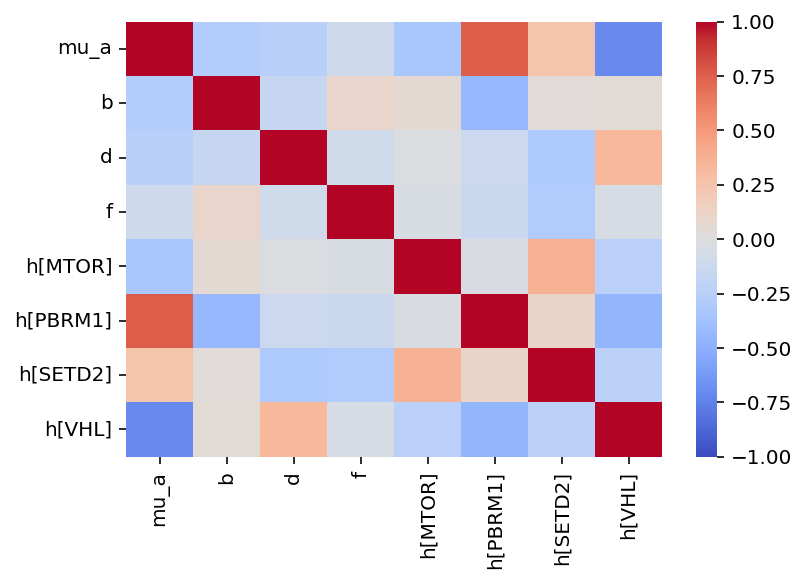 mu_a
b
d
f
h[MTOR]
h[PBRM1]
h[SETD2]
h[VHL]
mu_a
b
d
f
h[MTOR]
h[PBRM1]
h[SETD2]
h[VHL]
1.00
0.75
0.50
0.25
0.00
−0.25
−0.50
−0.75
−1.00